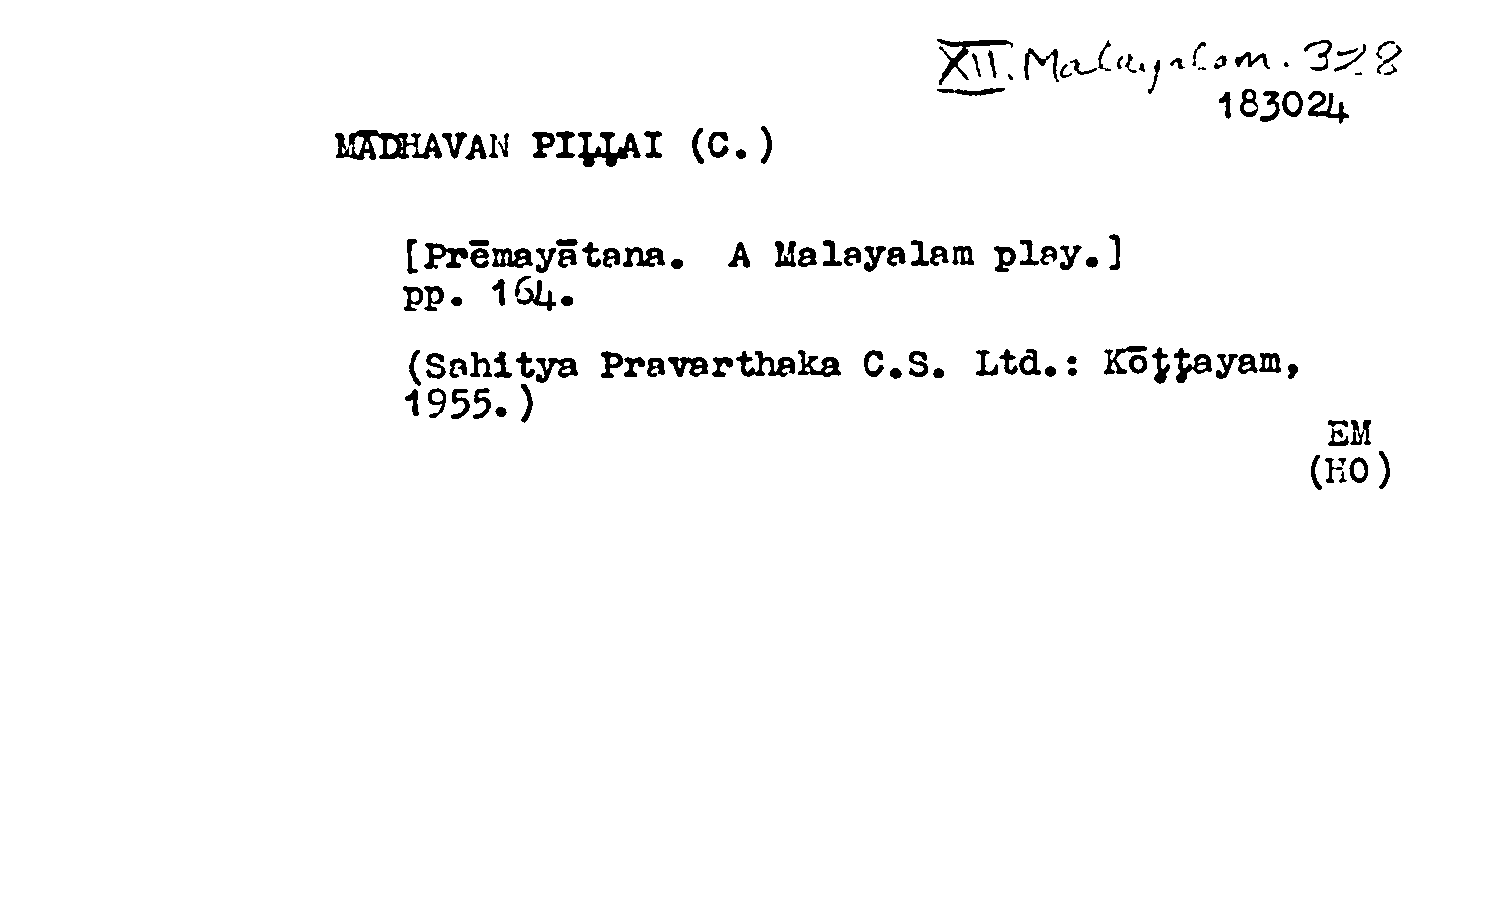 XII. Malayalam. 328
183024
MĀDHAVAN PIḶḶAI (C.)
[Prēmayātana. A Malayalam play.]
pp. 164.
(Sahitya Pravarthaka C.S. Ltd.: Kōṭṭayam,
1955.)
EM
(HO)